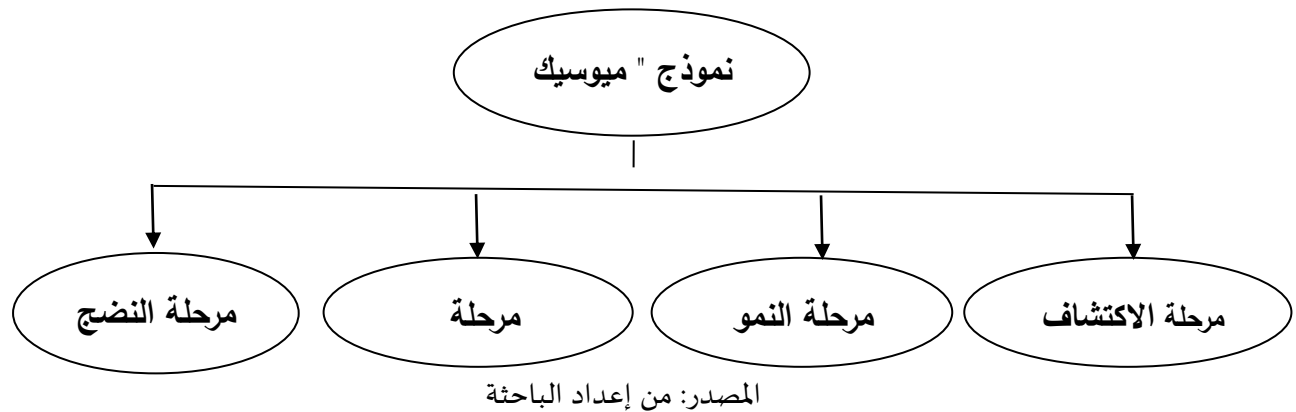 نموذج " ميوسيك
مرحلة الاكتشاف
مرحلة النمو
مرحلة
مرحلة النضج
المصدر: من إعداد الباحثة